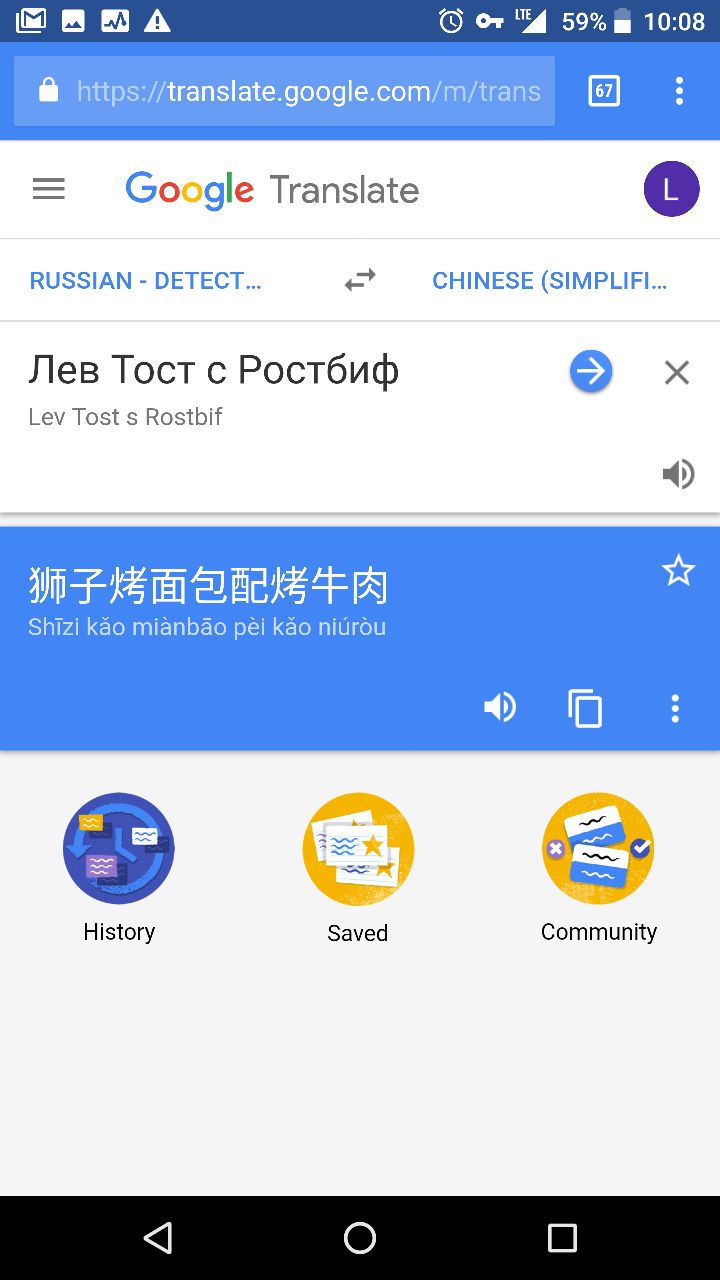 LTE 59% 10:08
https://translate.google.com/m/trans 67
Google Translate L
RUSSIAN - DETECT… CHINESE (SIMPLIFI…
Лев Тост с Ростбиф
Lev Tost s Rostbif
狮子烤面包配烤牛肉
Shīzi kǎo miànbāo pèi kǎo niúròu
History Saved Community